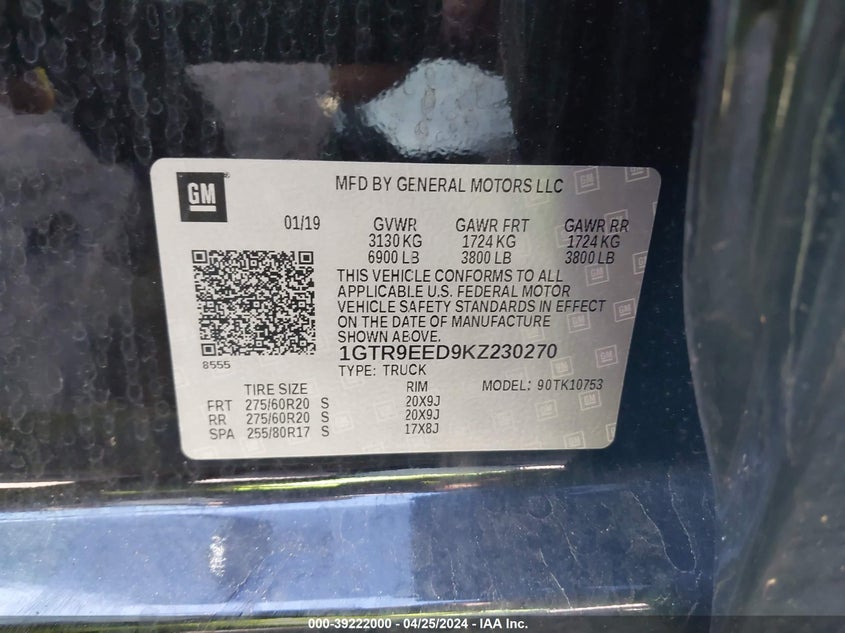 GM
MFD BY GENERAL MOTORS LLC
01/19 GVWR GAWR FRT GAWR RR
3130 KG 1724 KG 1724 KG
6900 LB 3800 LB 3800 LB
THIS VEHICLE CONFORMS TO ALL
APPLICABLE U.S. FEDERAL MOTOR
VEHICLE SAFETY STANDARDS IN EFFECT
ON THE DATE OF MANUFACTURE
SHOWN ABOVE.
8555
1GTR9EED9KZ230270
TYPE: TRUCK
TIRE SIZE RIM MODEL: 90TK10753
FRT 275/60R20 S 20X9J
RR 275/60R20 S 20X9J
SPA 255/80R17 S 17X8J
000-39222000 - 04/25/2024 - IAA Inc.